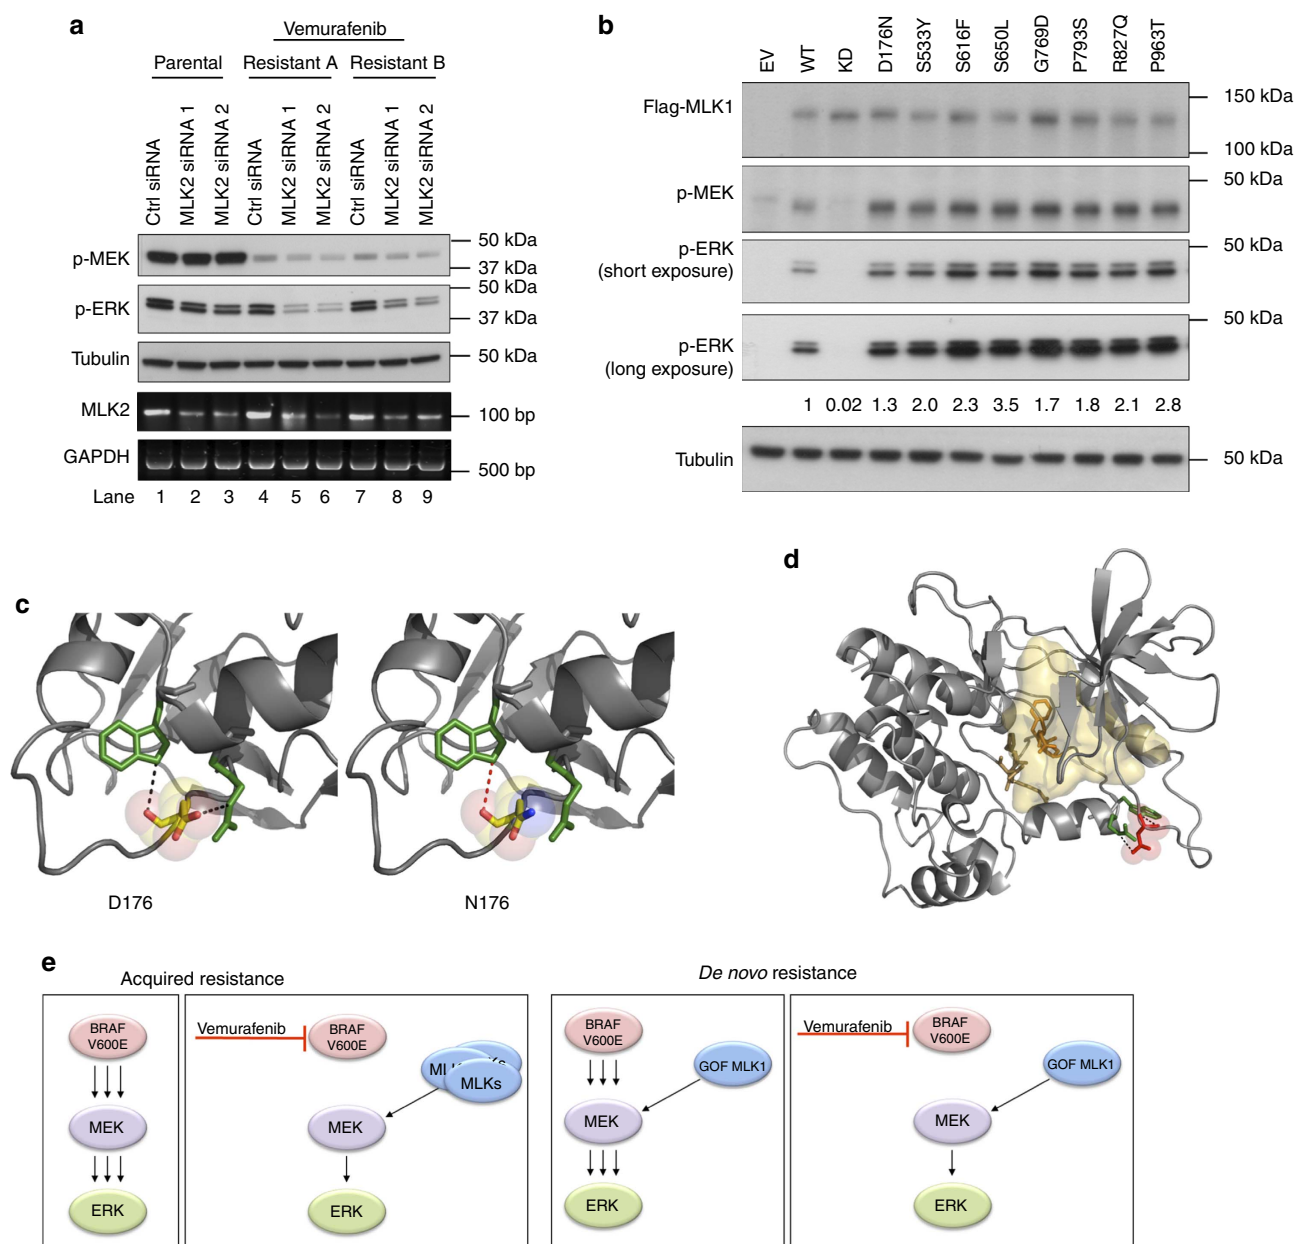 a
Vemurafenib
Parental
Resistant A
Resistant B
Ctrl siRNA
MLK2 siRNA 1
MLK2 siRNA 2
Ctrl siRNA
MLK2 siRNA 1
MLK2 siRNA 2
Ctrl siRNA
MLK2 siRNA 1
MLK2 siRNA 2
p-MEK
50 kDa
37 kDa
p-ERK
50 kDa
37 kDa
Tubulin
50 kDa
MLK2
100 bp
GAPDH
500 bp
Lane 1 2 3 4 5 6 7 8 9
b
EV
WT
KD
D176N
S533Y
S616F
S650L
G769D
P793S
R827Q
P963T
Flag-MLK1
150 kDa
100 kDa
p-MEK
50 kDa
p-ERK
(short exposure)
50 kDa
p-ERK
(long exposure)
50 kDa
1 0.02 1.3 2.0 2.3 3.5 1.7 1.8 2.1 2.8
Tubulin
50 kDa
c
D176
N176
d
e
Acquired resistance
BRAF
V600E
MEK
ERK
Vemurafenib
BRAF
V600E
MLKs
MEK
ERK
De novo resistance
BRAF
V600E
GOF MLK1
MEK
ERK
Vemurafenib
BRAF
V600E
GOF MLK1
MEK
ERK